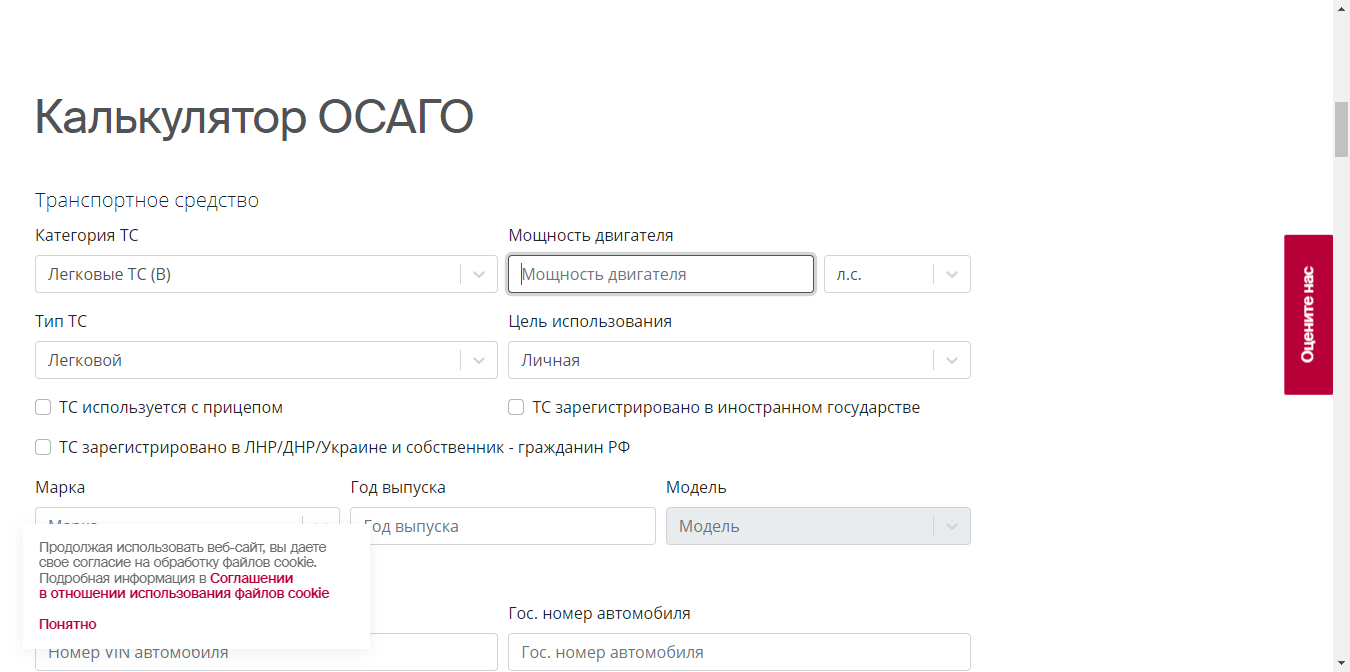 Калькулятор ОСАГО
Транспортное средство
Категория ТС
Мощность двигателя
Легковые ТС (B)
Мощность двигателя
л.с.
Тип ТС
Цель использования
Легковой
Личная
ТС используется с прицепом
ТС зарегистрировано в иностранном государстве
ТС зарегистрировано в ЛНР/ДНР/Украине и собственник - гражданин РФ
Марка
Год выпуска
Модель
Марка
Год выпуска
Модель
Продолжая использовать веб-сайт, вы даете
свое согласие на обработку файлов cookie.
Подробная информация в Соглашении
в отношении использования файлов cookie
Понятно
Гос. номер автомобиля
Номер VIN автомобиля
Гос. номер автомобиля
Оцените нас